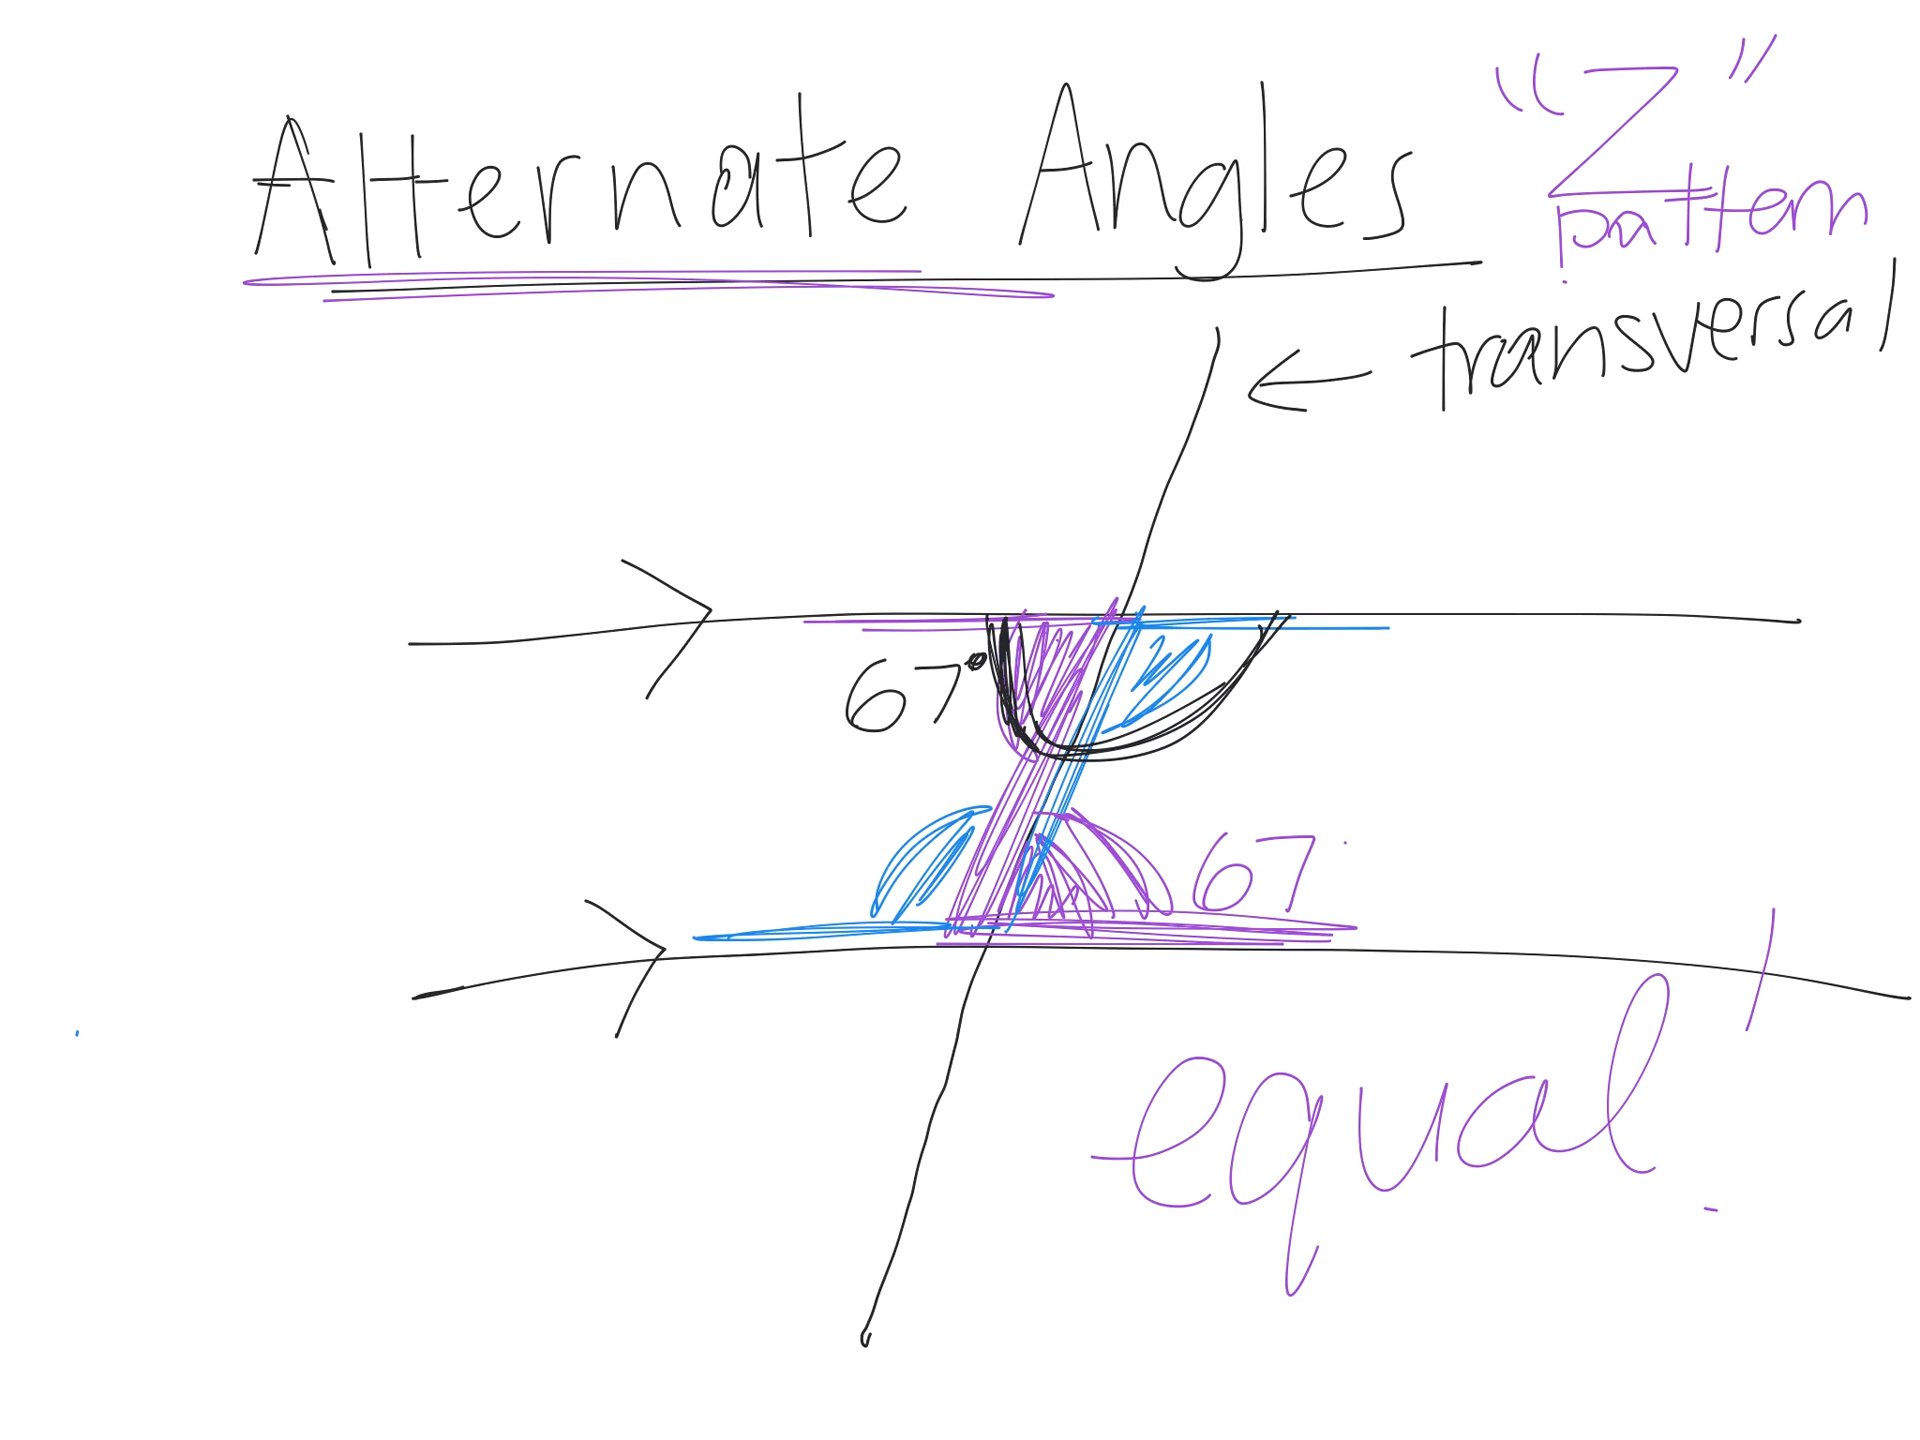 Alternate Angles
"Z"
pattern
← transversal
67°
67°
equal!